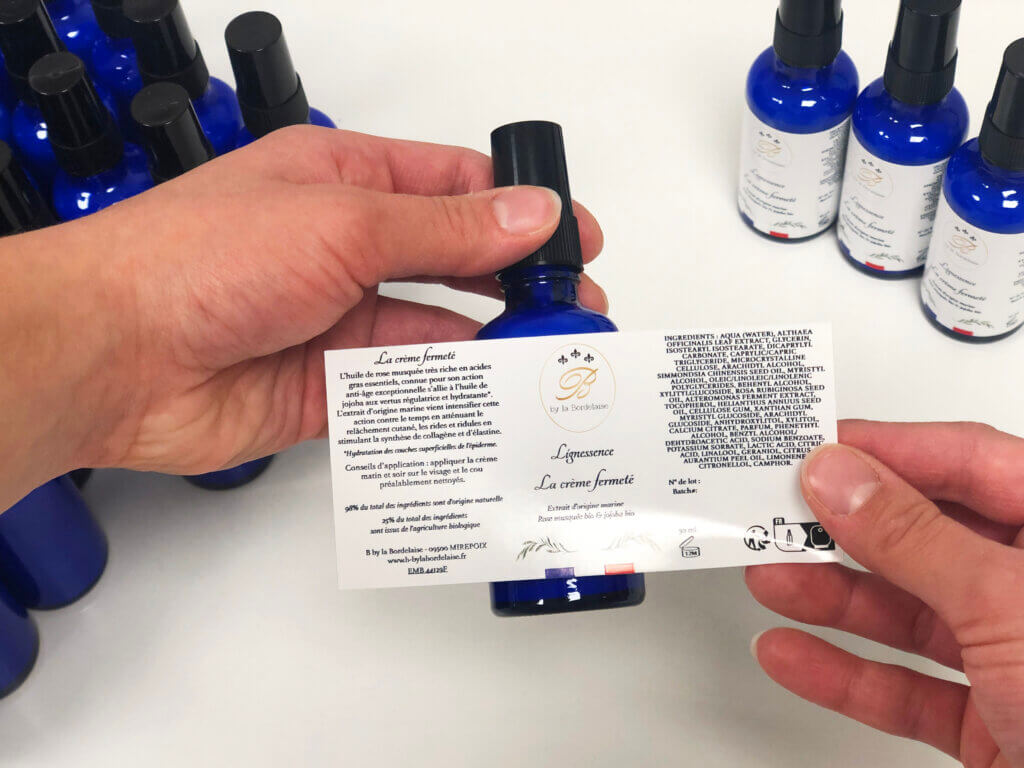 La crème fermeté
L'huile de rose musquée très riche en acides
gras essentiels, connue pour son action
anti-âge exceptionnelle s'allie à l'huile de
jojoba aux vertus régulatrice et hydratante*.
L'extrait d'origine marine vient intensifier cette
action contre le temps en atténuant le
relâchement cutané, les rides et ridules en
stimulant la synthèse de collagène et d'élastine.
*Hydratation des couches superficielles de l'épiderme.
Conseils d'application : appliquer la crème
matin et soir sur le visage et le cou
préalablement nettoyés.
98% du total des ingrédients sont d'origine naturelle
25% du total des ingrédients
sont issus de l'agriculture biologique
B by la Bordelaise - 09500 MIREPOIX
www.b-bylabordelaise.fr
EMB 44129F
B
by la Bordelaise
Lignessence
La crème fermeté
Extrait d'origine marine
Rose musquée bio & jojoba bio
INGREDIENTS : AQUA (WATER), ALTHAEA
OFFICINALIS LEAF EXTRACT, GLYCERIN,
ISOSTEARYL ISOSTEARATE, DICAPRYLYL
CARBONATE, CAPRYLIC/CAPRIC
TRIGLYCERIDE, MICROCRYSTALLINE
CELLULOSE, ARACHIDYL ALCOHOL,
SIMMONDSIA CHINENSIS SEED OIL, MYRISTYL
ALCOHOL, OLEIC/LINOLEIC/LINOLENIC
POLYGLYCERIDES, BEHENYL ALCOHOL,
XYLITYLGLUCOSIDE, ROSA RUBIGINOSA SEED
OIL, ALTEROMONAS FERMENT EXTRACT,
TOCOPHEROL, HELIANTHUS ANNUUS SEED
OIL, CELLULOSE GUM, XANTHAN GUM,
MYRISTYL GLUCOSIDE, ARACHIDYL
GLUCOSIDE, ANHYDROXYLITOL, XYLITOL,
CALCIUM CITRATE, PARFUM, PHENETHYL
ALCOHOL, BENZYL ALCOHOL,
DEHYDROACETIC ACID, SODIUM BENZOATE,
POTASSIUM SORBATE, LACTIC ACID, CITRIC
ACID, LINALOOL, GERANIOL, CITRUS
AURANTIUM PEEL OIL, LIMONENE
CITRONELLOL, CAMPHOR.
N° de lot :
Batch#:
50 ml
12M
FR
B
Lignessence
La crème fermeté
B
Lignessence
La crème fermeté
B
Lignessence
La crème fermeté